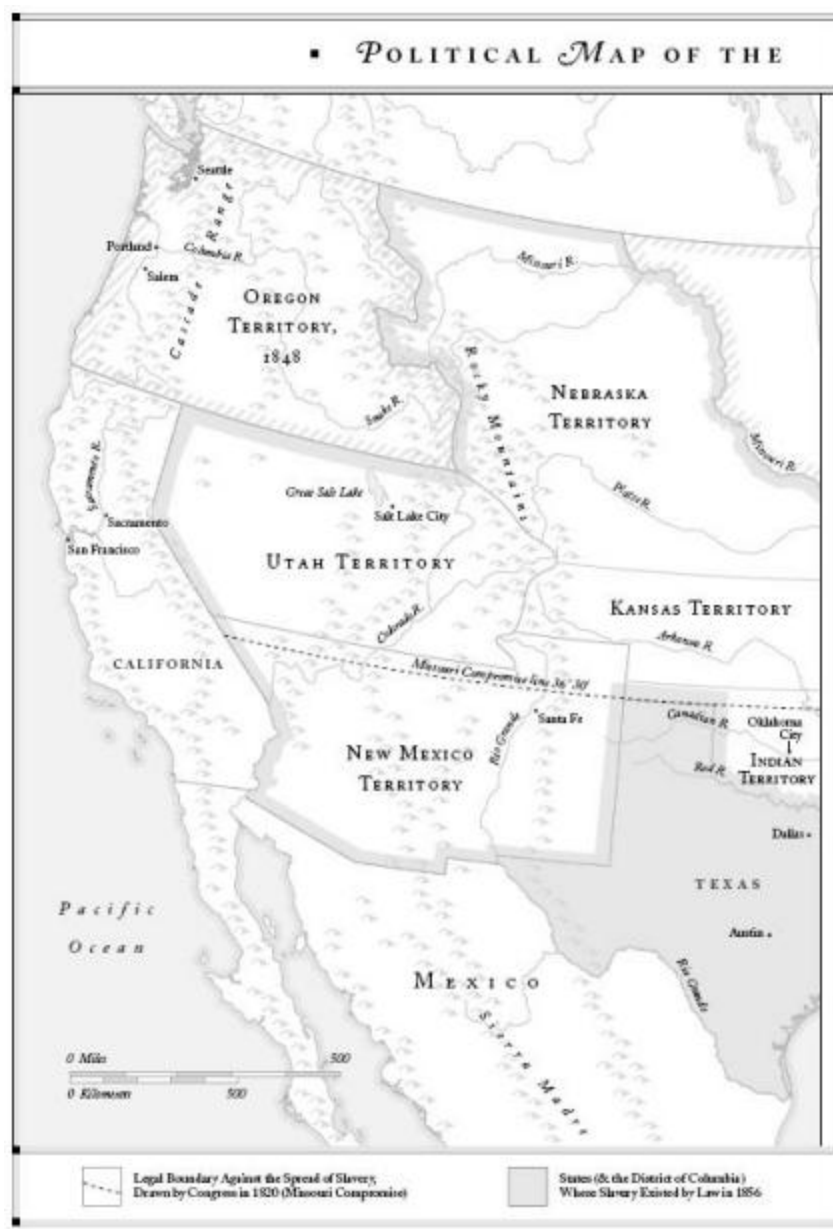 POLITICAL MAP OF THE
Seattle
Cascade Range
Portland
Columbia R.
Salem
OREGON
TERRITORY,
1848
Snake R.
Missouri R.
Rocky Mountains
NEBRASKA
TERRITORY
Missouri R.
Platte R.
Sacramento R.
Sacramento
San Francisco
Great Salt Lake
Salt Lake City
UTAH TERRITORY
Colorado R.
KANSAS TERRITORY
Arkansas R.
CALIFORNIA
Missouri Compromise line 36° 30'
Santa Fe
Rio Grande
NEW MEXICO
TERRITORY
Canadian R.
Oklahoma
City
INDIAN
TERRITORY
Red R.
Dallas
TEXAS
Austin
Rio Grande
Pacific
Ocean
MEXICO
Sierra Madre
0 Miles 500
0 Kilometers 500
Legal Boundary Against the Spread of Slavery,
Drawn by Congress in 1820 (Missouri Compromise)
States (& the District of Columbia)
Where Slavery Existed by Law in 1856